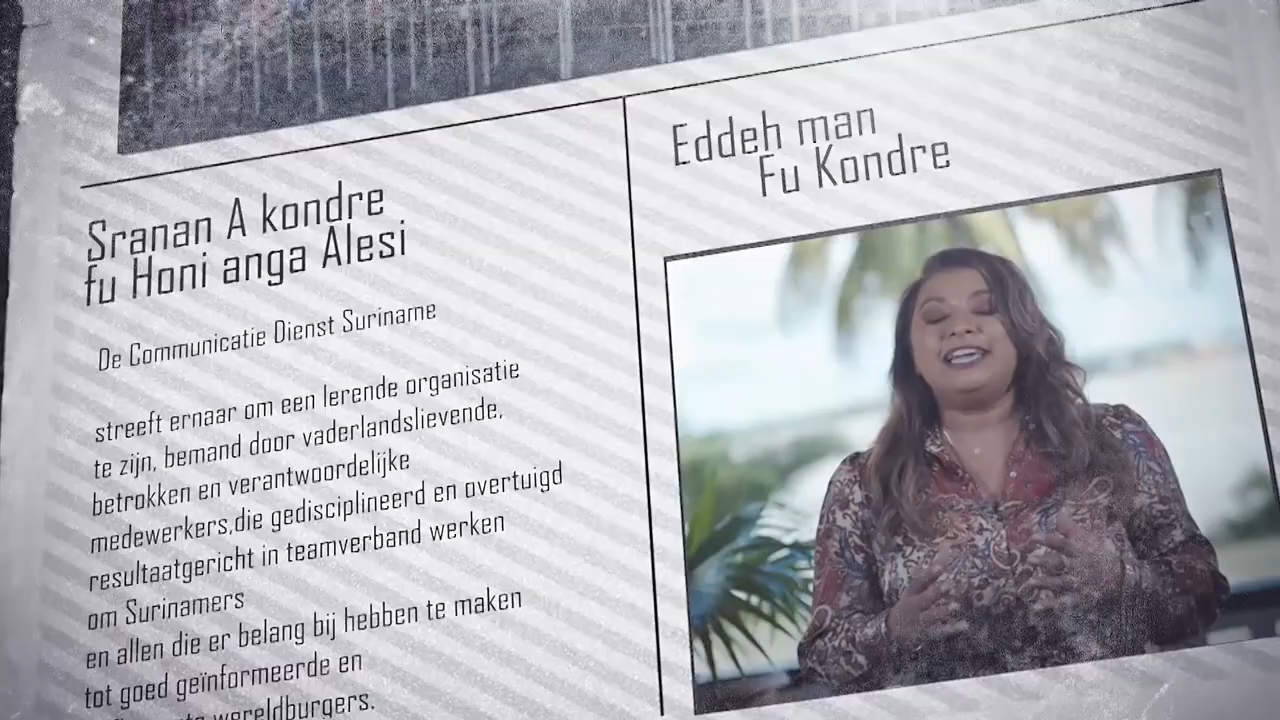 Sranan A kondre
fu Honi anga Alesi
De Communicatie Dienst Suriname
streeft ernaar om een lerende organisatie
te zijn, bemand door vaderlandslievende,
betrokken en verantwoordelijke
medewerkers,die gedisciplineerd en overtuigd
resultaatgericht in teamverband werken
om Surinamers
en allen die er belang bij hebben te maken
tot goed geïnformeerde en
wereldburgers.
Eddeh man
Fu Kondre